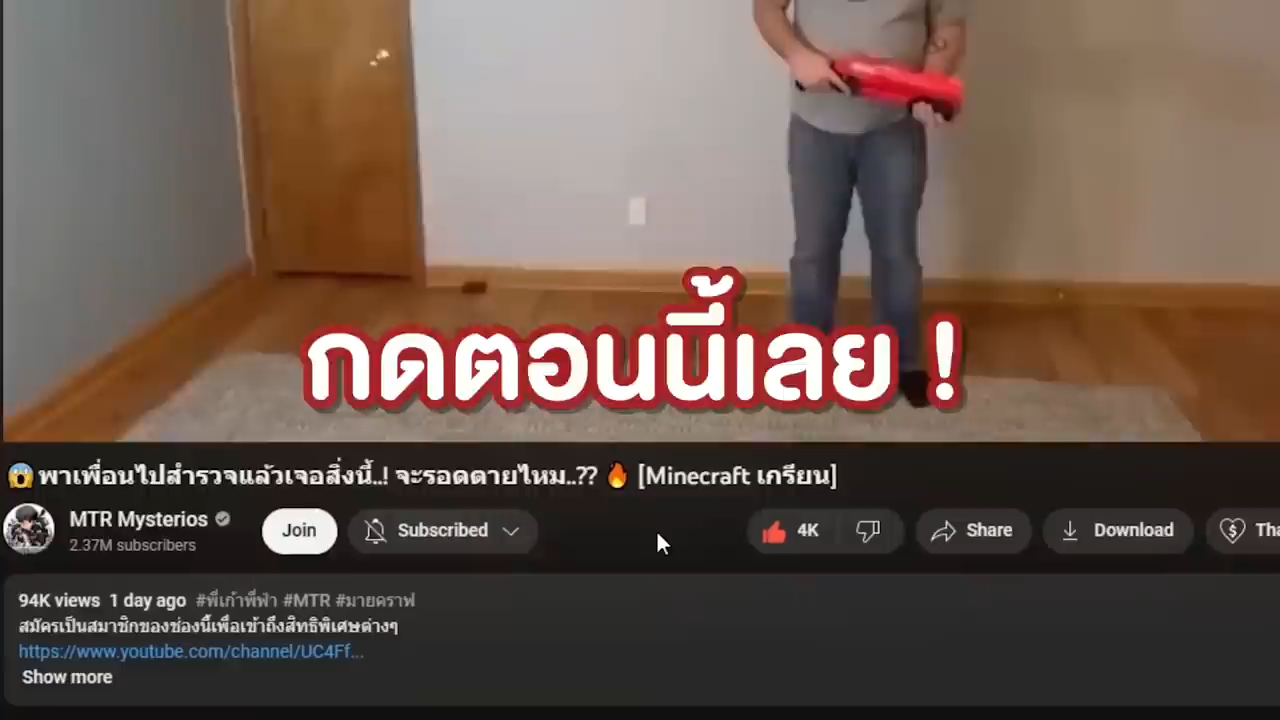 กดตอนนี้เลย !
😱พาเพื่อนไปสำรวจแล้วเจอสิ่งนี้..! จะรอดตายไหม..?? 🔥 [Minecraft เกรียน]
MTR Mysterios
2.37M subscribers
Join
Subscribed
4K
Share
Download
Tha
94K views 1 day ago #พี่เก้าพี่ฟ่า #MTR #มายคราฟ
สมัครเป็นสมาชิกของช่องนี้เพื่อเข้าถึงสิทธิพิเศษต่างๆ
https://www.youtube.com/channel/UC4Ff...
Show more